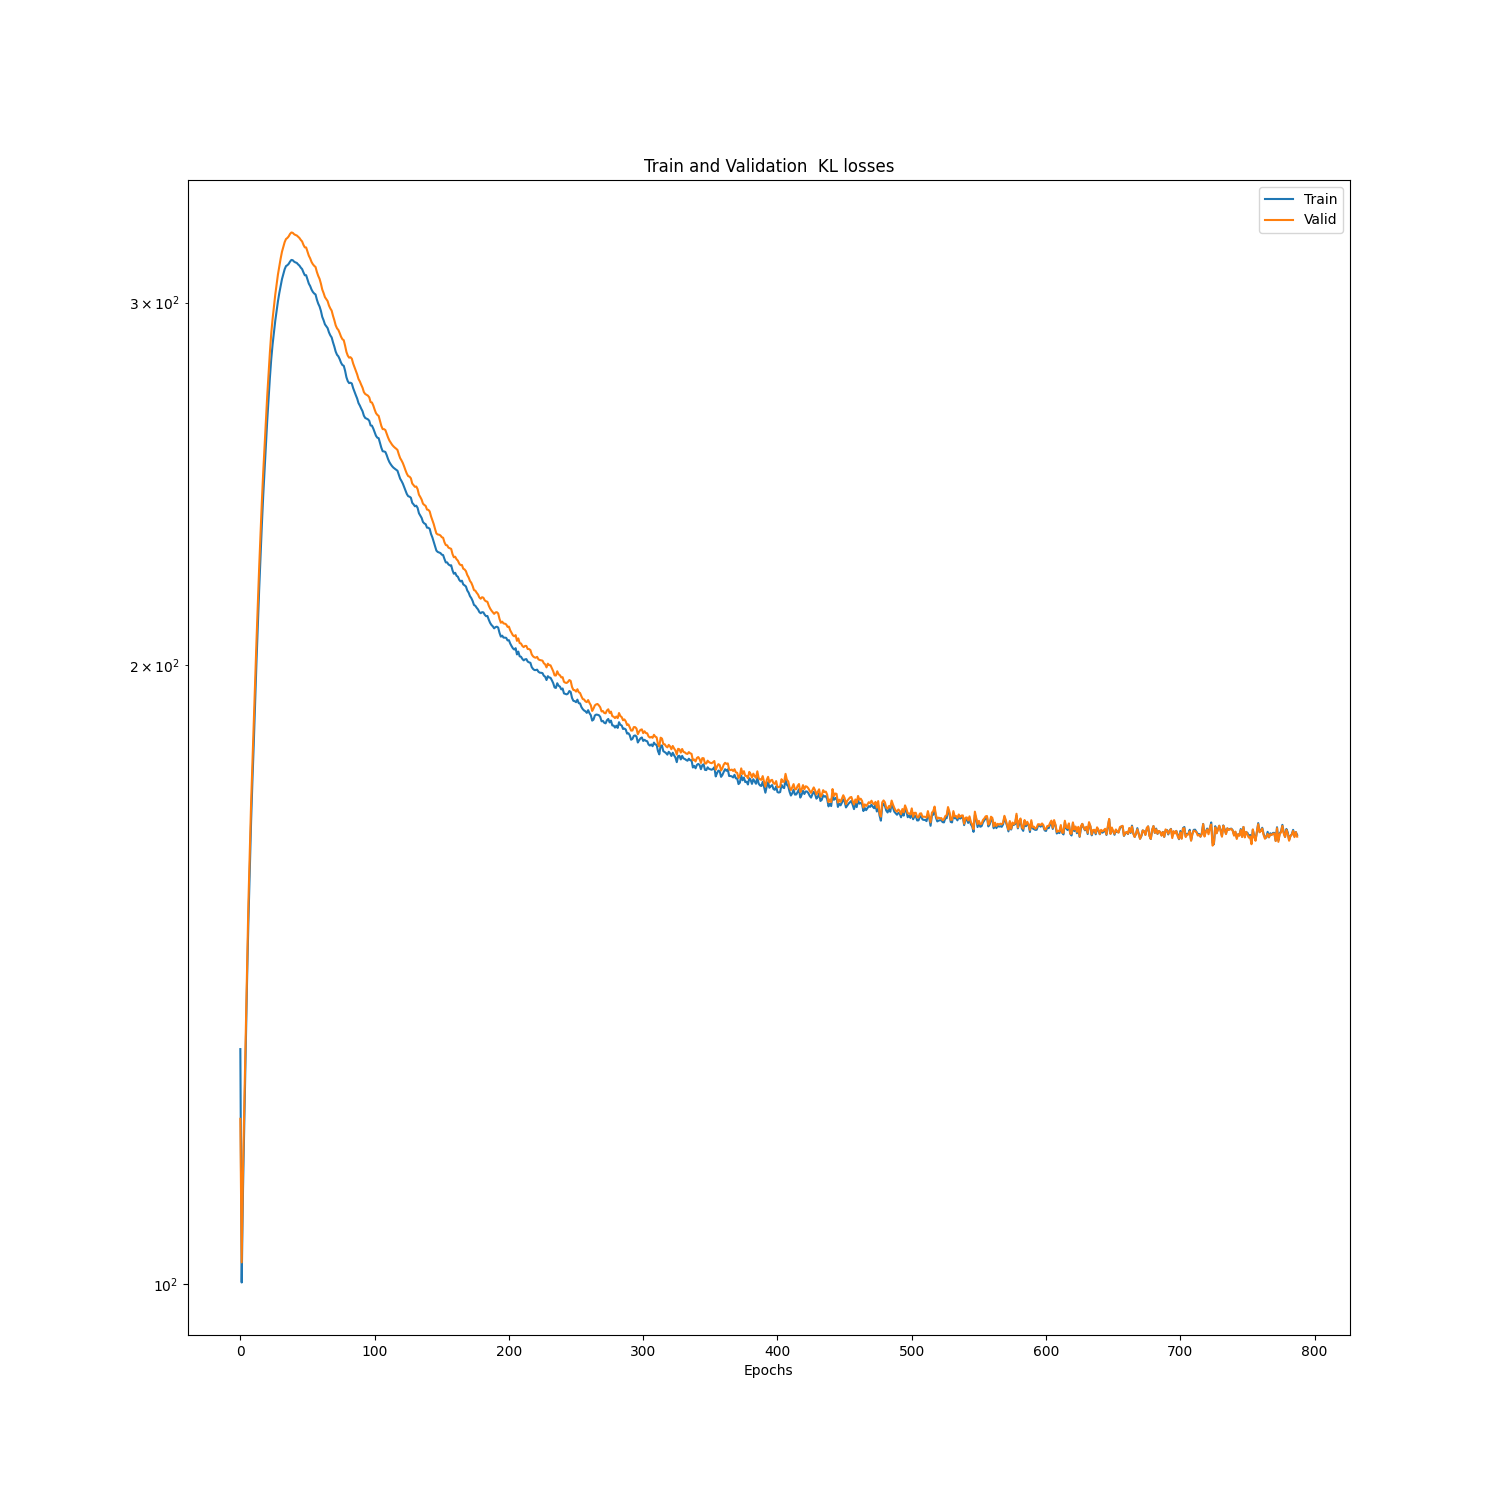 Train and Validation  KL losses
Train
Valid
3 × 10²
2 × 10²
10²
0 100 200 300 400 500 600 700 800
Epochs